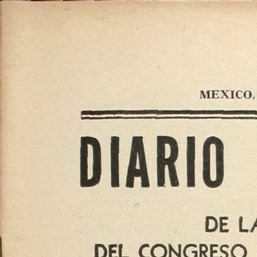 MEXICO,
DIARIO
DE LA
DEL CONGRESO